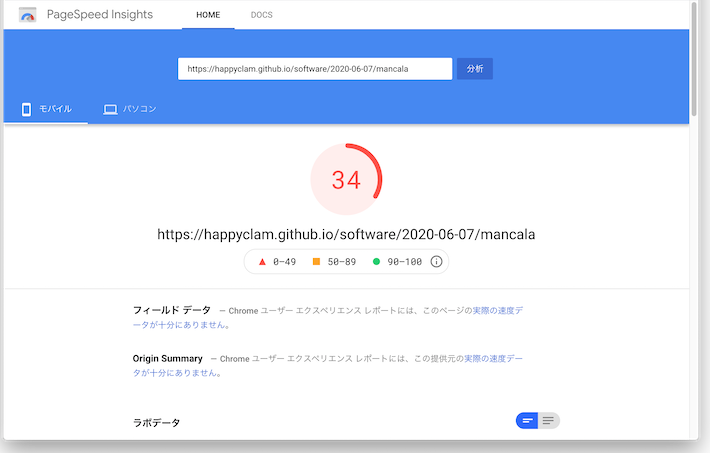 PageSpeed Insights HOME DOCS
https://happyclam.github.io/software/2020-06-07/mancala 分析
モバイル パソコン
34
https://happyclam.github.io/software/2020-06-07/mancala
0–49 50–89 90–100
フィールド データ — Chrome ユーザー エクスペリエンス レポートには、このページの実際の速度デ
ータが十分にありません。
Origin Summary — Chrome ユーザー エクスペリエンス レポートには、この提供元の実際の速度デー
タが十分にありません。
ラボデータ